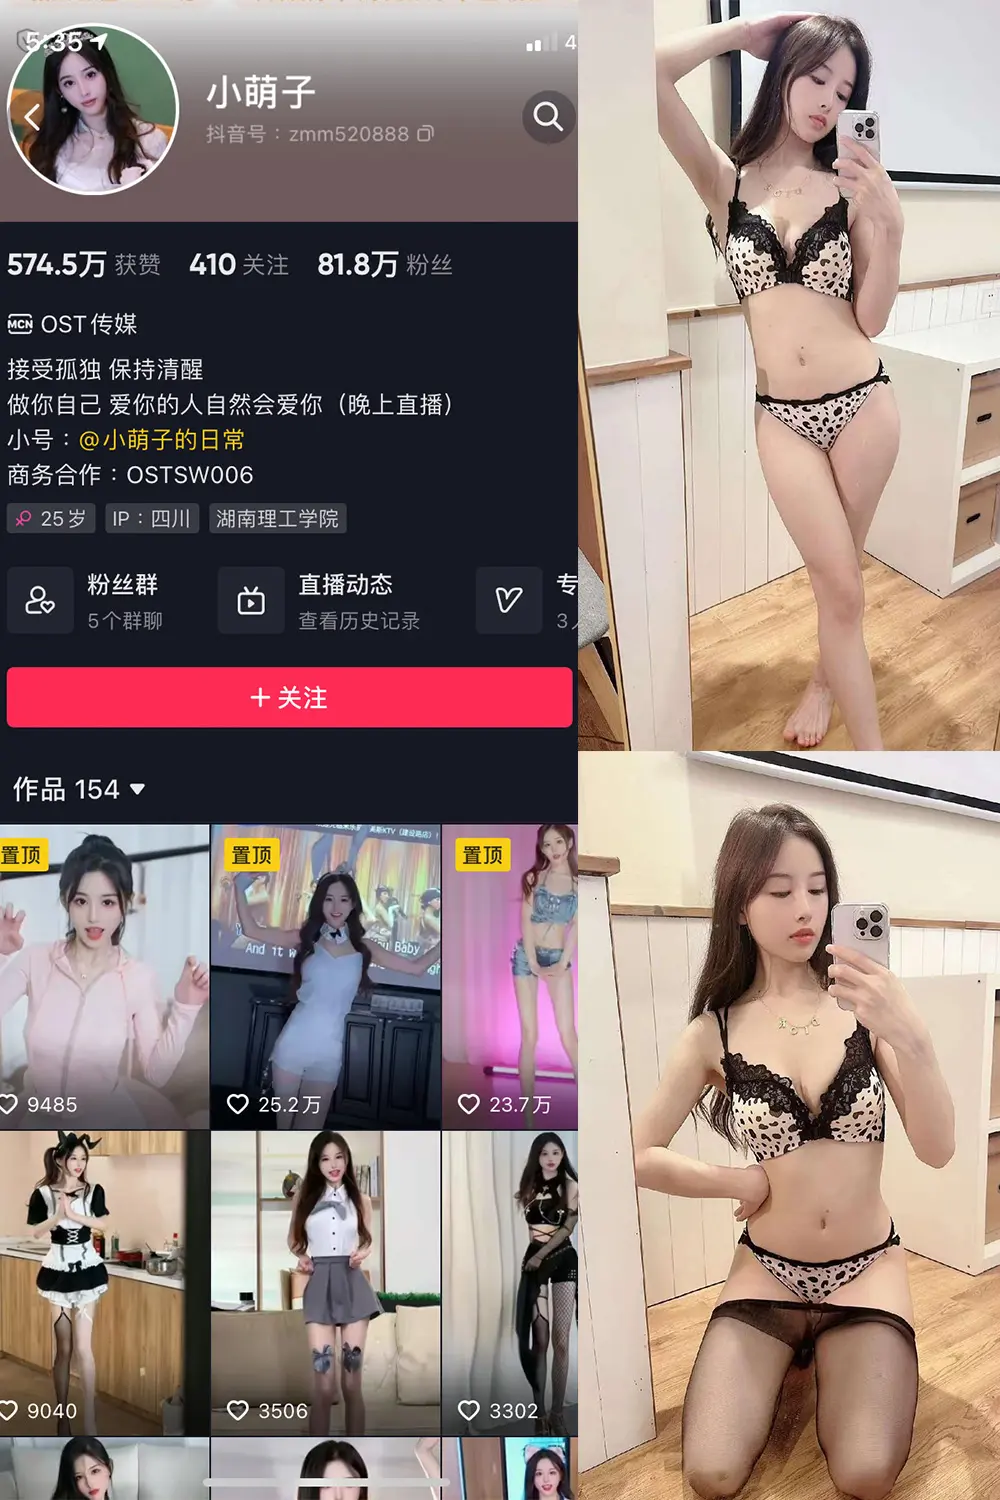 5:35
4
小萌子
抖音号：zmm520888
574.5万 获赞 410 关注 81.8万 粉丝
MCN OST传媒
接受孤独 保持清醒
做你自己 爱你的人自然会爱你（晚上直播）
小号：@小萌子的日常
商务合作：OSTSW006
25岁 IP：四川 湖南理工学院
粉丝群 直播动态 专
5个群聊 查看历史记录 3
+ 关注
作品 154
置顶 置顶 置顶
And it
Baby
9485 25.2万 23.7万
9040 3506 3302